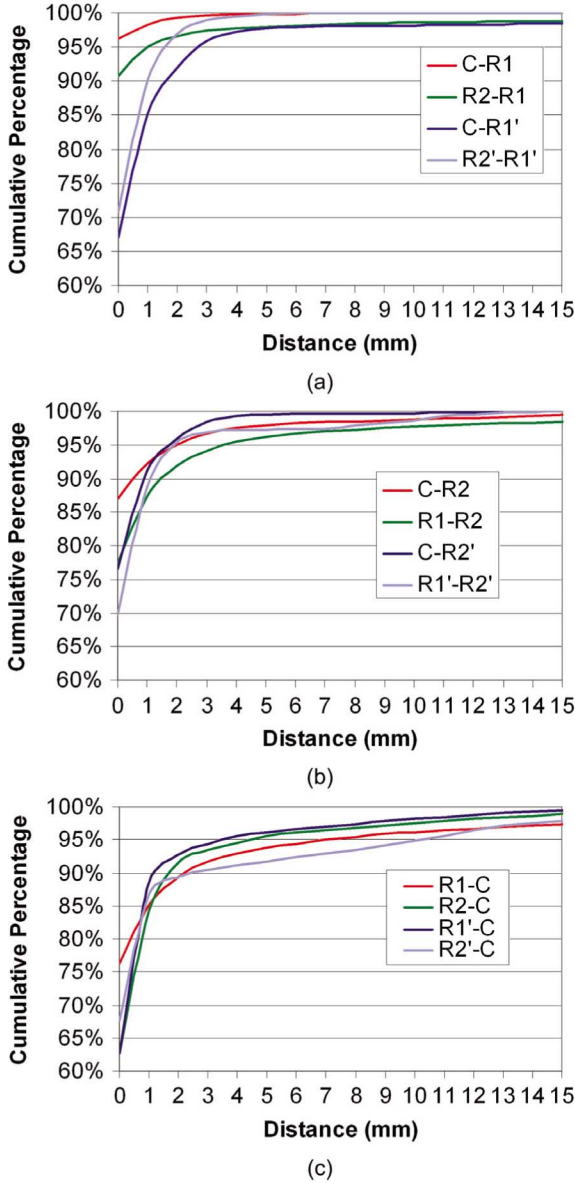 Cumulative Percentage
100%
95%
90%
85%
80%
75%
70%
65%
60%
C-R1
R2-R1
C-R1'
R2'-R1'
0 1 2 3 4 5 6 7 8 9 10 11 12 13 14 15
Distance (mm)
(a)
Cumulative Percentage
100%
95%
90%
85%
80%
75%
70%
65%
60%
C-R2
R1-R2
C-R2'
R1'-R2'
0 1 2 3 4 5 6 7 8 9 10 11 12 13 14 15
Distance (mm)
(b)
Cumulative Percentage
100%
95%
90%
85%
80%
75%
70%
65%
60%
R1-C
R2-C
R1'-C
R2'-C
0 1 2 3 4 5 6 7 8 9 10 11 12 13 14 15
Distance (mm)
(c)